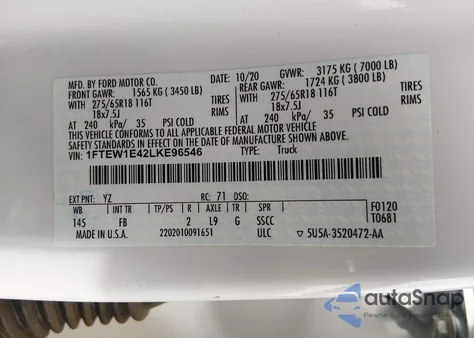 MFD. BY FORD MOTOR CO. 10/20 GVWR: 3175 KG ( 7000 LB)
FRONT GAWR: 1565 KG ( 3450 LB) REAR GAWR: 1724 KG ( 3800 LB)
WITH 275/65R18 116T TIRES WITH 275/65R18 116T TIRES
18x7.5J RIMS 18x7.5J RIMS
AT 240 kPa/ 35 PSI COLD AT 240 kPa/ 35 PSI COLD
THIS VEHICLE CONFORMS TO ALL APPLICABLE FEDERAL MOTOR VEHICLE SAFETY, BUMPER, AND THEFT PREVENTION STANDARDS IN EFFECT ON THE
DATE OF MANUFACTURE SHOWN ABOVE.
VIN: 1FTEW1E42LKE96546 TYPE: Truck
EXT PNT: YZ RC: 71 DSO:
WB INT TR TP/PS R AXLE TR SPR F0120
145 FB 2 L9 G SSCC T0681
MADE IN U.S.A. 2202010091651 ULC 5U5A-3520472-AA
autoSnap